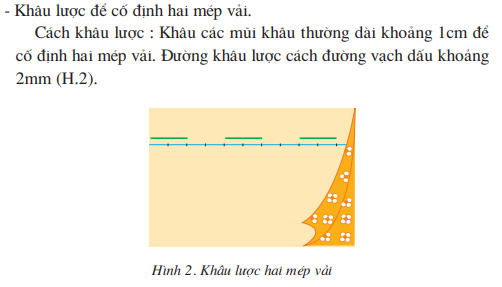 - Khâu lược để cố định hai mép vải.
Cách khâu lược : Khâu các mũi khâu thường dài khoảng 1cm để
cố định hai mép vải. Đường khâu lược cách đường vạch dấu khoảng
2mm (H.2).
Hình 2. Khâu lược hai mép vải